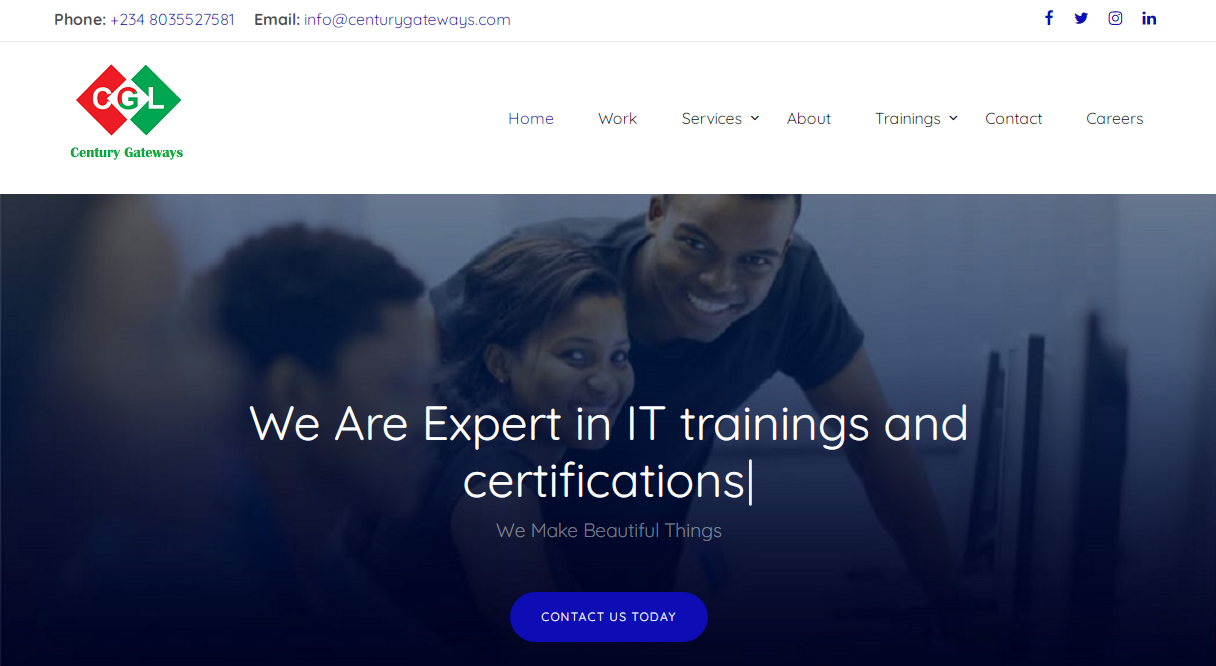 Phone: +234 8035527581 Email: info@centurygateways.com
CGL
Century Gateways
Home Work Services About Trainings Contact Careers
We Are Expert in IT trainings and
certifications|
We Make Beautiful Things
CONTACT US TODAY